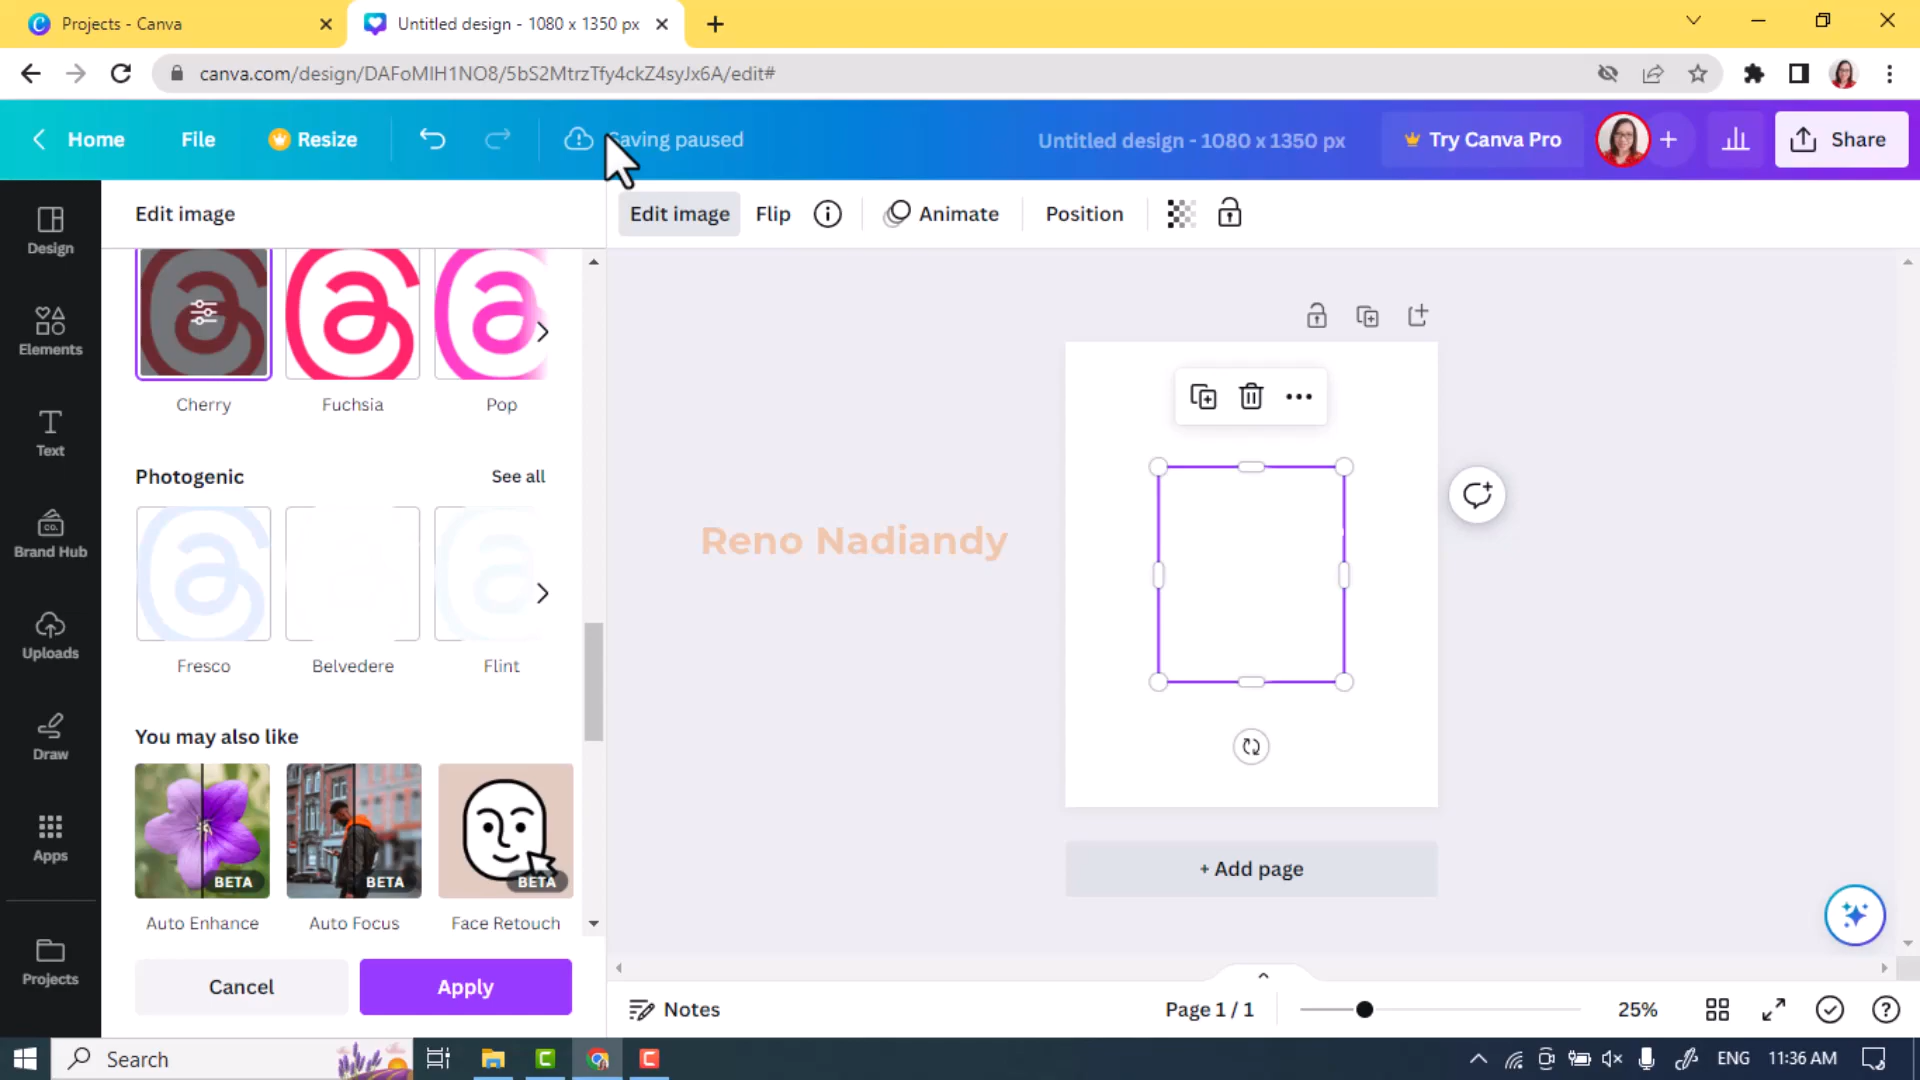 Projects - Canva
Untitled design - 1080 x 1350 px
canva.com/design/DAFoMIH1NO8/5bS2MtrzTfy4ckZ4syJx6A/edit#
Home
File
Resize
Saving paused
Untitled design - 1080 x 1350 px
Try Canva Pro
Share
Edit image
Edit image
Flip
Animate
Position
Design
Elements
Text
Brand Hub
CO.
Uploads
Draw
Apps
Projects
Cherry
Fuchsia
Pop
Photogenic
See all
Fresco
Belvedere
Flint
You may also like
BETA
BETA
BETA
Auto Enhance
Auto Focus
Face Retouch
Cancel
Apply
Reno Nadiandy
+ Add page
Notes
Page 1 / 1
25%
Search
ENG
11:36 AM